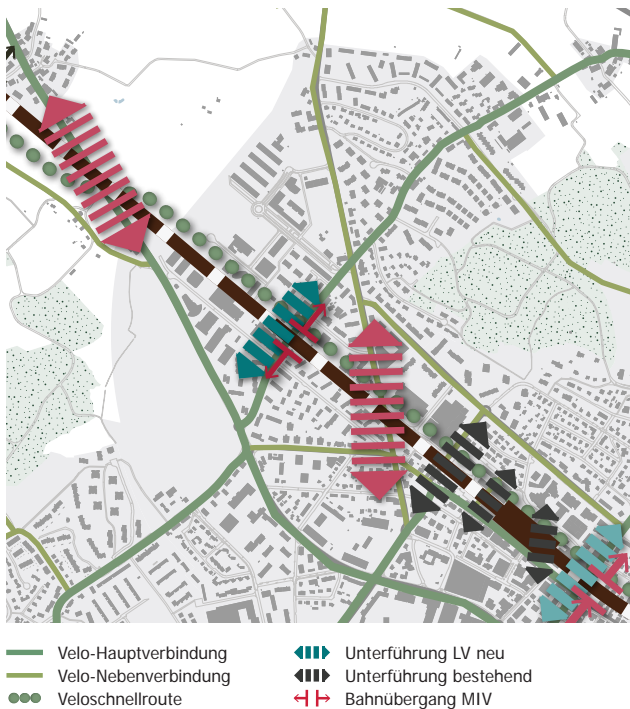 Velo-Hauptverbindung
Velo-Nebenverbindung
Veloschnellroute
Unterführung LV neu
Unterführung bestehend
Bahnübergang MIV